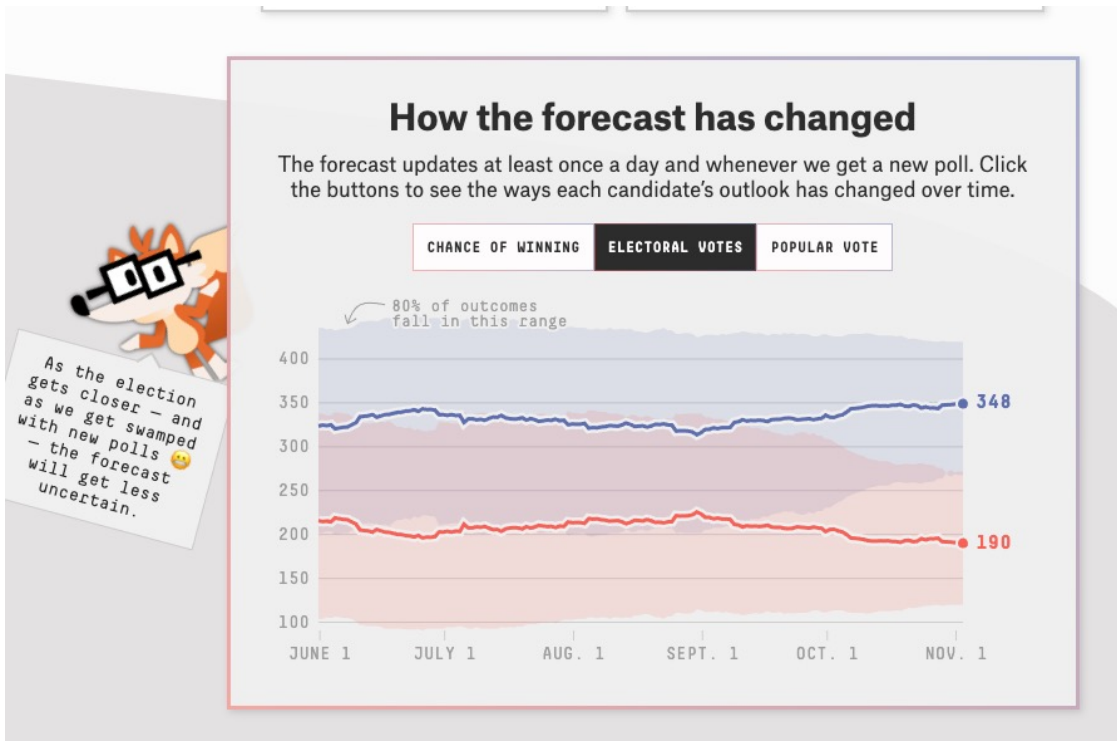 How the forecast has changed
The forecast updates at least once a day and whenever we get a new poll. Click
the buttons to see the ways each candidate’s outlook has changed over time.
CHANCE OF WINNING
ELECTORAL VOTES
POPULAR VOTE
80% of outcomes
fall in this range
As the election
gets closer — and
as we get swamped
with new polls 😬
— the forecast
will get less
uncertain.
400
350
300
250
200
150
100
348
190
JUNE 1
JULY 1
AUG. 1
SEPT. 1
OCT. 1
NOV. 1